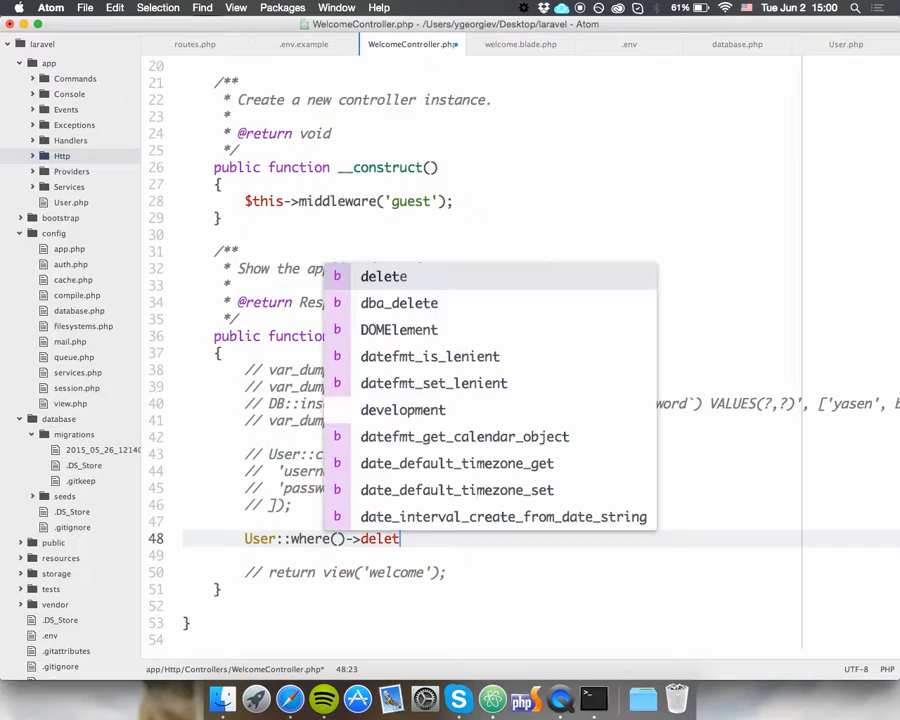 Atom File Edit Selection Find View Packages Window Help 61% Tue Jun 2 15:00
WelcomeController.php - /Users/ygeorgiev/Desktop/laravel - Atom
laravel
app
Commands
Console
Events
Exceptions
Handlers
Http
Providers
Services
User.php
bootstrap
config
app.php
auth.php
cache.php
compile.php
database.php
filesystems.php
mail.php
queue.php
services.php
session.php
view.php
database
migrations
2015_05_26_12140
.DS_Store
.gitkeep
seeds
.DS_Store
.gitignore
public
resources
storage
tests
vendor
.DS_Store
.env
.gitattributes
.gitignore
routes.php .env.example WelcomeController.php welcome.blade.php .env database.php User.php
20
21 /**
22 * Create a new controller instance.
23 *
24 * @return void
25 */
26 public function __construct()
27 {
28 $this->middleware('guest');
29 }
30
31 /**
32 * Show the app
33 *
34 * @return Res
35 */
36 public function
37 {
38 // var_dum
39 // var_dum
40 // DB::ins word`) VALUES(?,?)', ['yasen', b
41 // var_dum
42
43 // User::c
44 // 'usern
45 // 'passw
46 // ]);
47
48 User::where()->delet
49
50 // return view('welcome');
51 }
52
53 }
54
delete
dba_delete
DOMElement
datefmt_is_lenient
datefmt_set_lenient
development
datefmt_get_calendar_object
date_default_timezone_get
date_default_timezone_set
date_interval_create_from_date_string
app/Http/Controllers/WelcomeController.php* 48:23 UTF-8 PHP
php